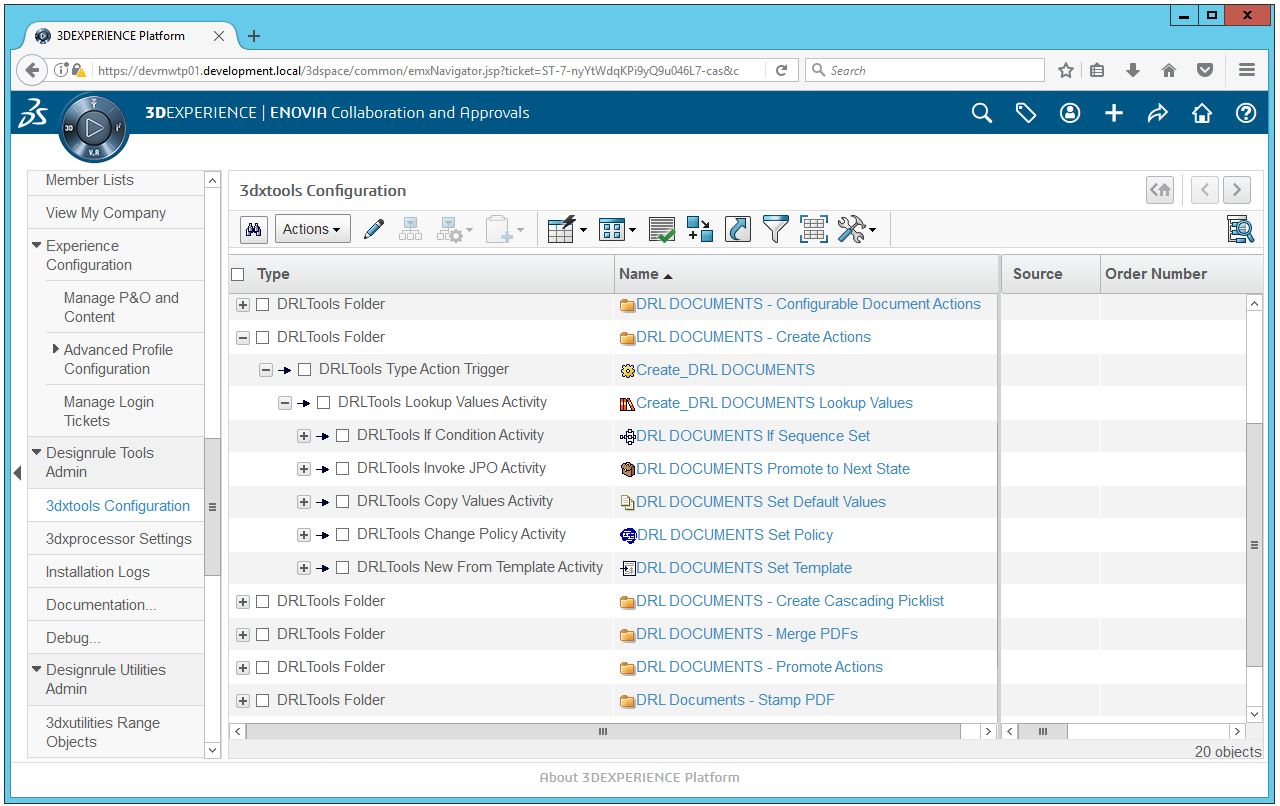 3DEXPERIENCE Platform
https://devmwtp01.development.local/3dspace/common/emxNavigator.jsp?ticket=ST-7-nyYtWdqKPi9yQ9u046L7-cas&c
Search
3DEXPERIENCE | ENOVIA Collaboration and Approvals
3D
V.R
Member Lists
View My Company
Experience
Configuration
Manage P&O and
Content
Advanced Profile
Configuration
Manage Login
Tickets
Designrule Tools
Admin
3dxtools Configuration
3dxprocessor Settings
Installation Logs
Documentation...
Debug...
Designrule Utilities
Admin
3dxutilities Range
Objects
3dxtools Configuration
Actions
Type Name Source Order Number
DRLTools Folder DRL DOCUMENTS - Configurable Document Actions
DRLTools Folder DRL DOCUMENTS - Create Actions
DRLTools Type Action Trigger Create_DRL DOCUMENTS
DRLTools Lookup Values Activity Create_DRL DOCUMENTS Lookup Values
DRLTools If Condition Activity DRL DOCUMENTS If Sequence Set
DRLTools Invoke JPO Activity DRL DOCUMENTS Promote to Next State
DRLTools Copy Values Activity DRL DOCUMENTS Set Default Values
DRLTools Change Policy Activity DRL DOCUMENTS Set Policy
DRLTools New From Template Activity DRL DOCUMENTS Set Template
DRLTools Folder DRL DOCUMENTS - Create Cascading Picklist
DRLTools Folder DRL DOCUMENTS - Merge PDFs
DRLTools Folder DRL DOCUMENTS - Promote Actions
DRLTools Folder DRL Documents - Stamp PDF
20 objects
About 3DEXPERIENCE Platform